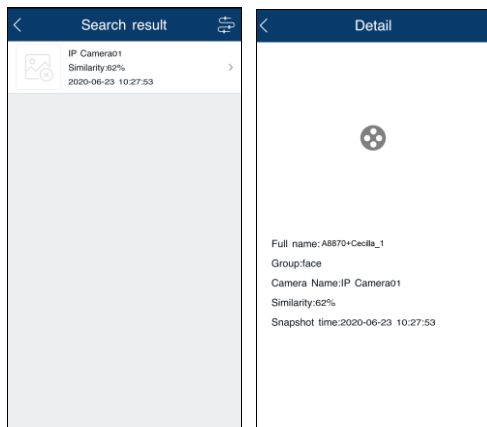 Search result
IP Camera01
Similarity:62%
2020-06-23 10:27:53
Detail
Full name:A8870+Cecilla_1
Group:face
Camera Name:IP Camera01
Similarity:62%
Snapshot time:2020-06-23 10:27:53